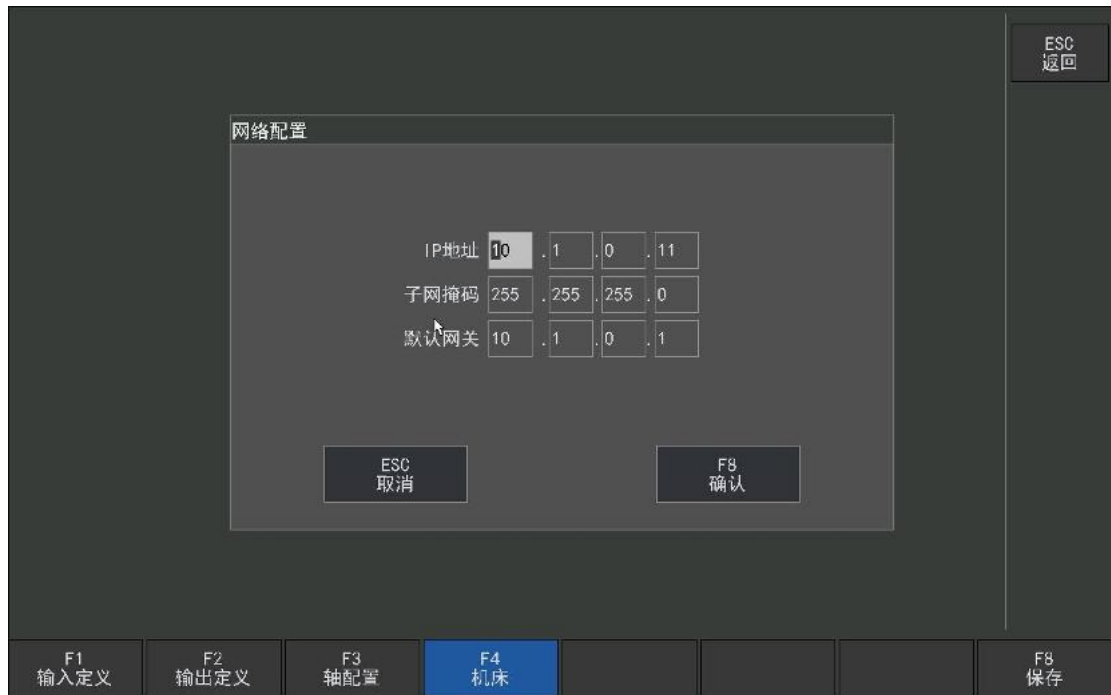 ESC
返回
网络配置
IP地址 10 . 1 . 0 . 11
子网掩码 255 . 255 . 255 . 0
默认网关 10 . 1 . 0 . 1
ESC
取消
F8
确认
F1
输入定义
F2
输出定义
F3
轴配置
F4
机床
F8
保存